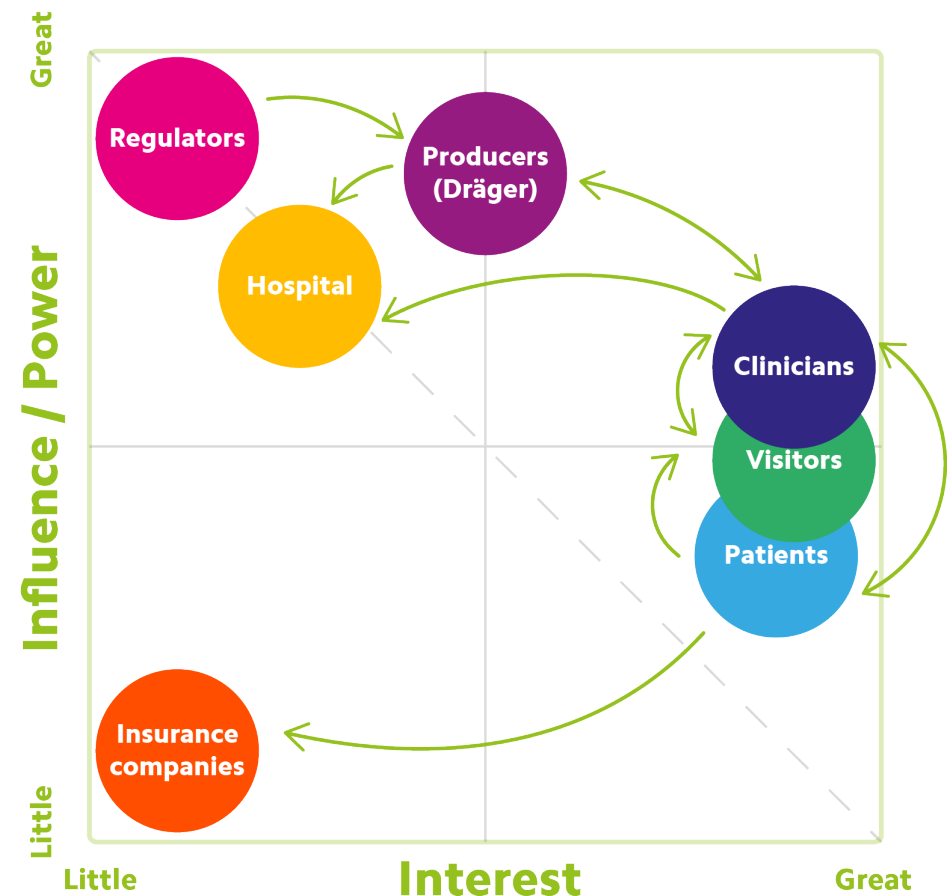 Great
Regulators
Producers
(Dräger)
Hospital
Influence / Power
Clinicians
Visitors
Patients
Insurance
companies
Little
Little
Interest
Great